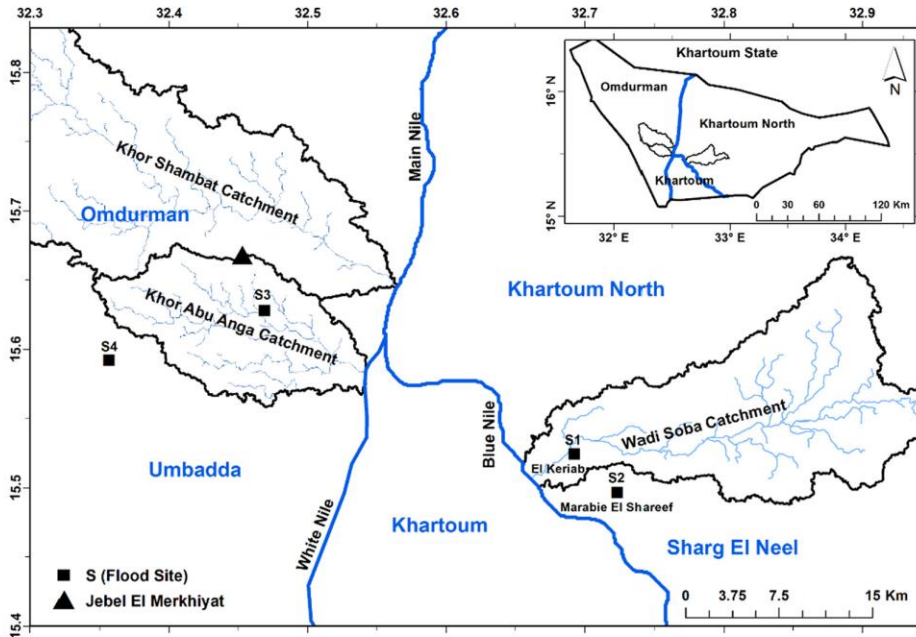 32.3 32.4 32.5 32.6 32.7 32.8 32.9
15.8
15.7
15.6
15.5
15.4
Khartoum State
N
Omdurman
Khartoum North
Khartoum
16° N
15° N
0 30 60 120 Km
32° E 33° E 34° E
Main Nile
Khor Shambat Catchment
Omdurman
S3
Khor Abu Anga Catchment
S4
Khartoum North
Wadi Soba Catchment
S1
El Keriab
S2
Marabie El Shareef
Blue Nile
White Nile
Umbadda
Khartoum
Sharg El Neel
S (Flood Site)
Jebel El Merkhiyat
0 3.75 7.5 15 Km